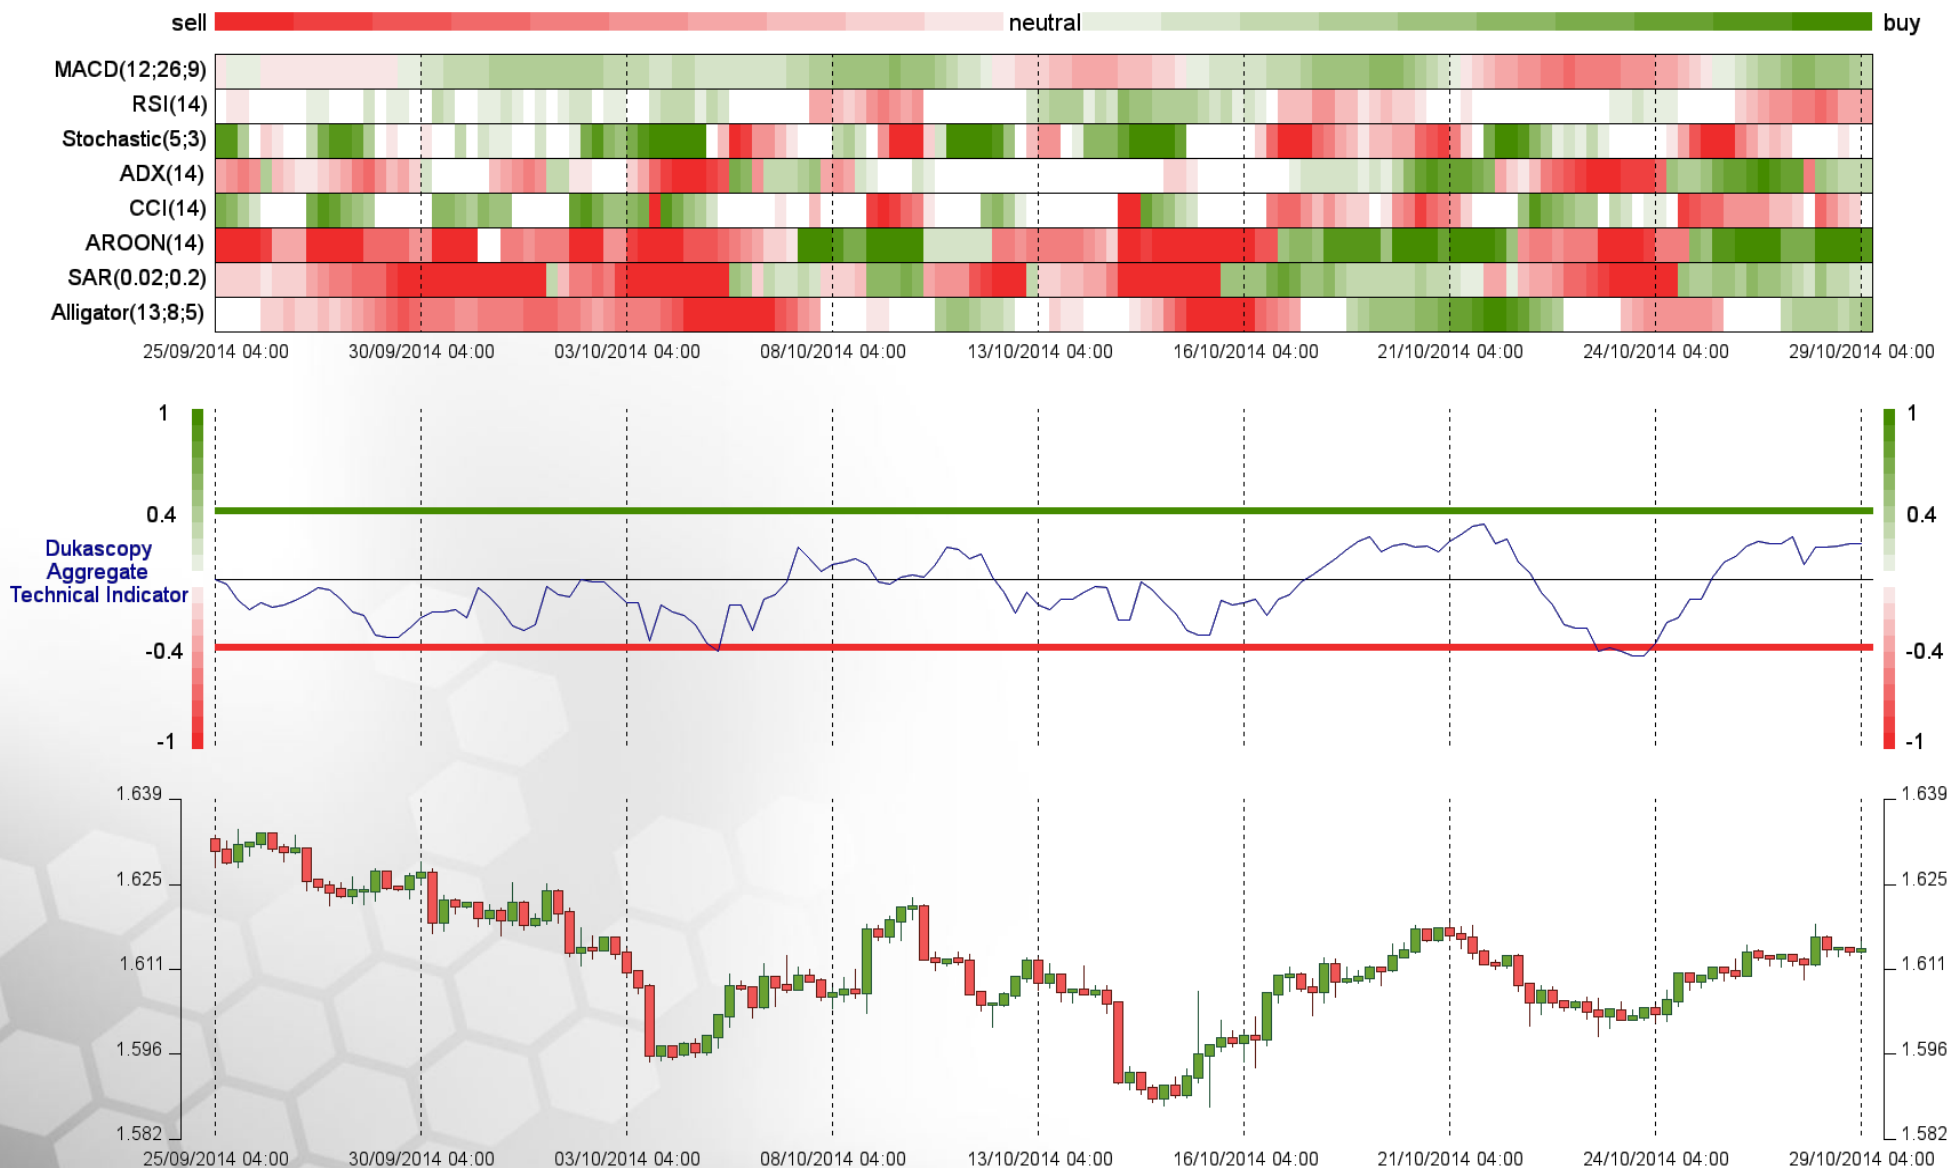 sell neutral buy
MACD(12;26;9)
RSI(14)
Stochastic(5;3)
ADX(14)
CCI(14)
AROON(14)
SAR(0.02;0.2)
Alligator(13;8;5)
25/09/2014 04:00 30/09/2014 04:00 03/10/2014 04:00 08/10/2014 04:00 13/10/2014 04:00 16/10/2014 04:00 21/10/2014 04:00 24/10/2014 04:00 29/10/2014 04:00
1 1
0.4 0.4
Dukascopy
Aggregate
Technical Indicator
-0.4 -0.4
-1 -1
1.639 1.639
1.625 1.625
1.611 1.611
1.596 1.596
1.582 1.582
25/09/2014 04:00 30/09/2014 04:00 03/10/2014 04:00 08/10/2014 04:00 13/10/2014 04:00 16/10/2014 04:00 21/10/2014 04:00 24/10/2014 04:00 29/10/2014 04:00